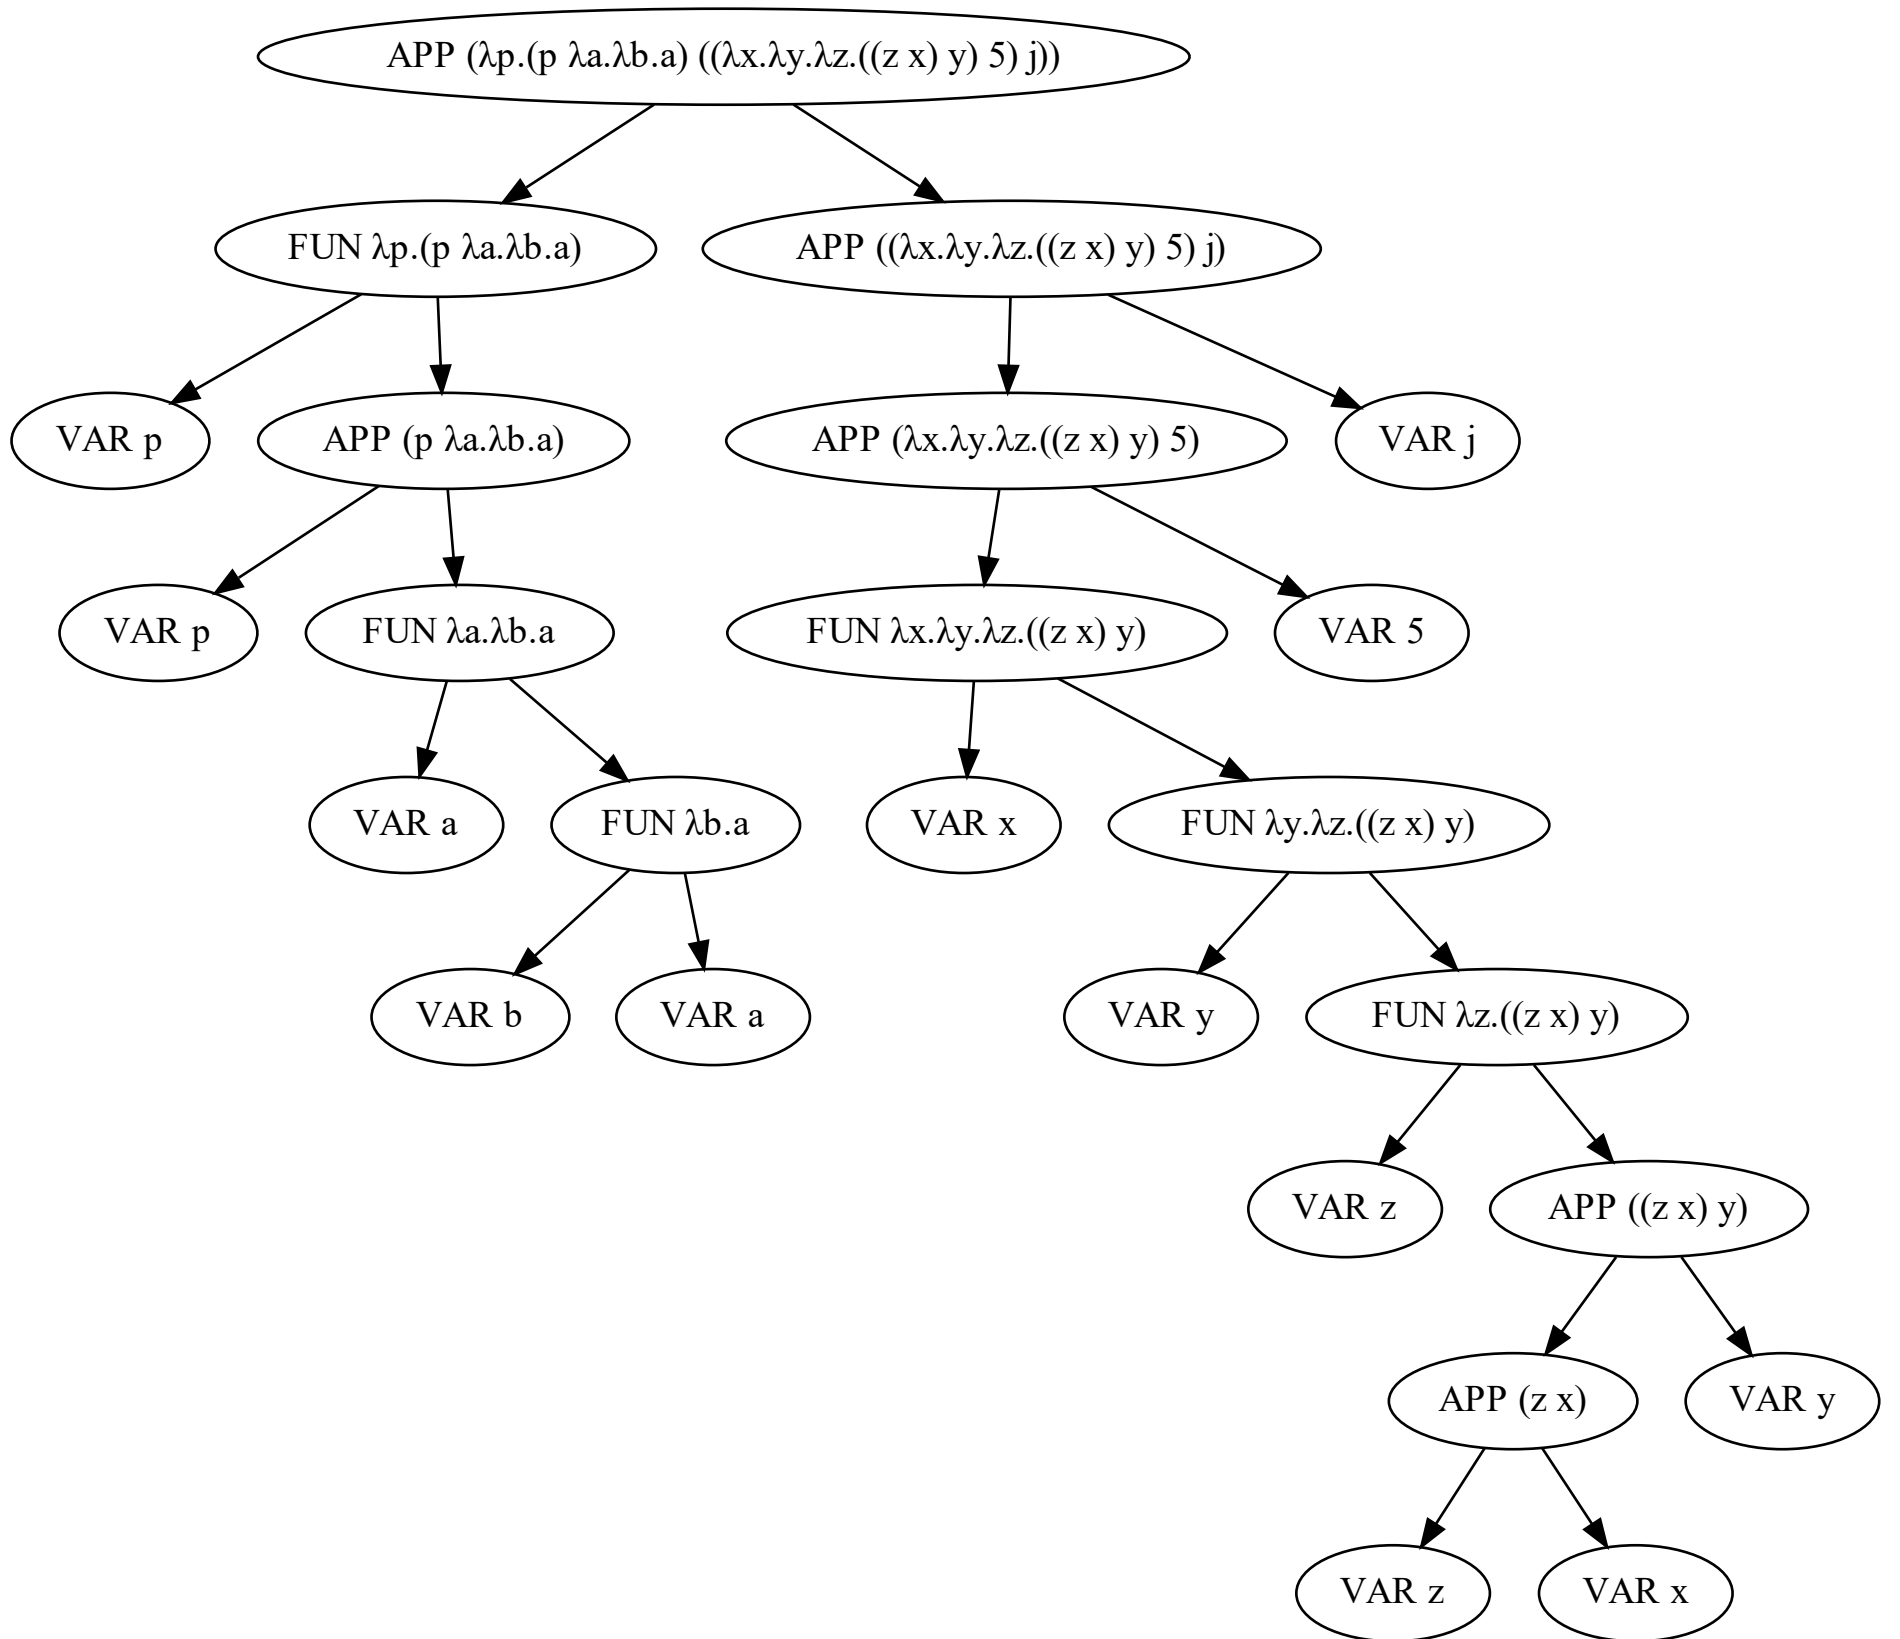 APP (λp.(p λa.λb.a) ((λx.λy.λz.((z x) y) 5) j))
FUN λp.(p λa.λb.a)
APP ((λx.λy.λz.((z x) y) 5) j)
VAR p
APP (p λa.λb.a)
APP (λx.λy.λz.((z x) y) 5)
VAR j
VAR p
FUN λa.λb.a
FUN λx.λy.λz.((z x) y)
VAR 5
VAR a
FUN λb.a
VAR x
FUN λy.λz.((z x) y)
VAR b
VAR a
VAR y
FUN λz.((z x) y)
VAR z
APP ((z x) y)
APP (z x)
VAR y
VAR z
VAR x